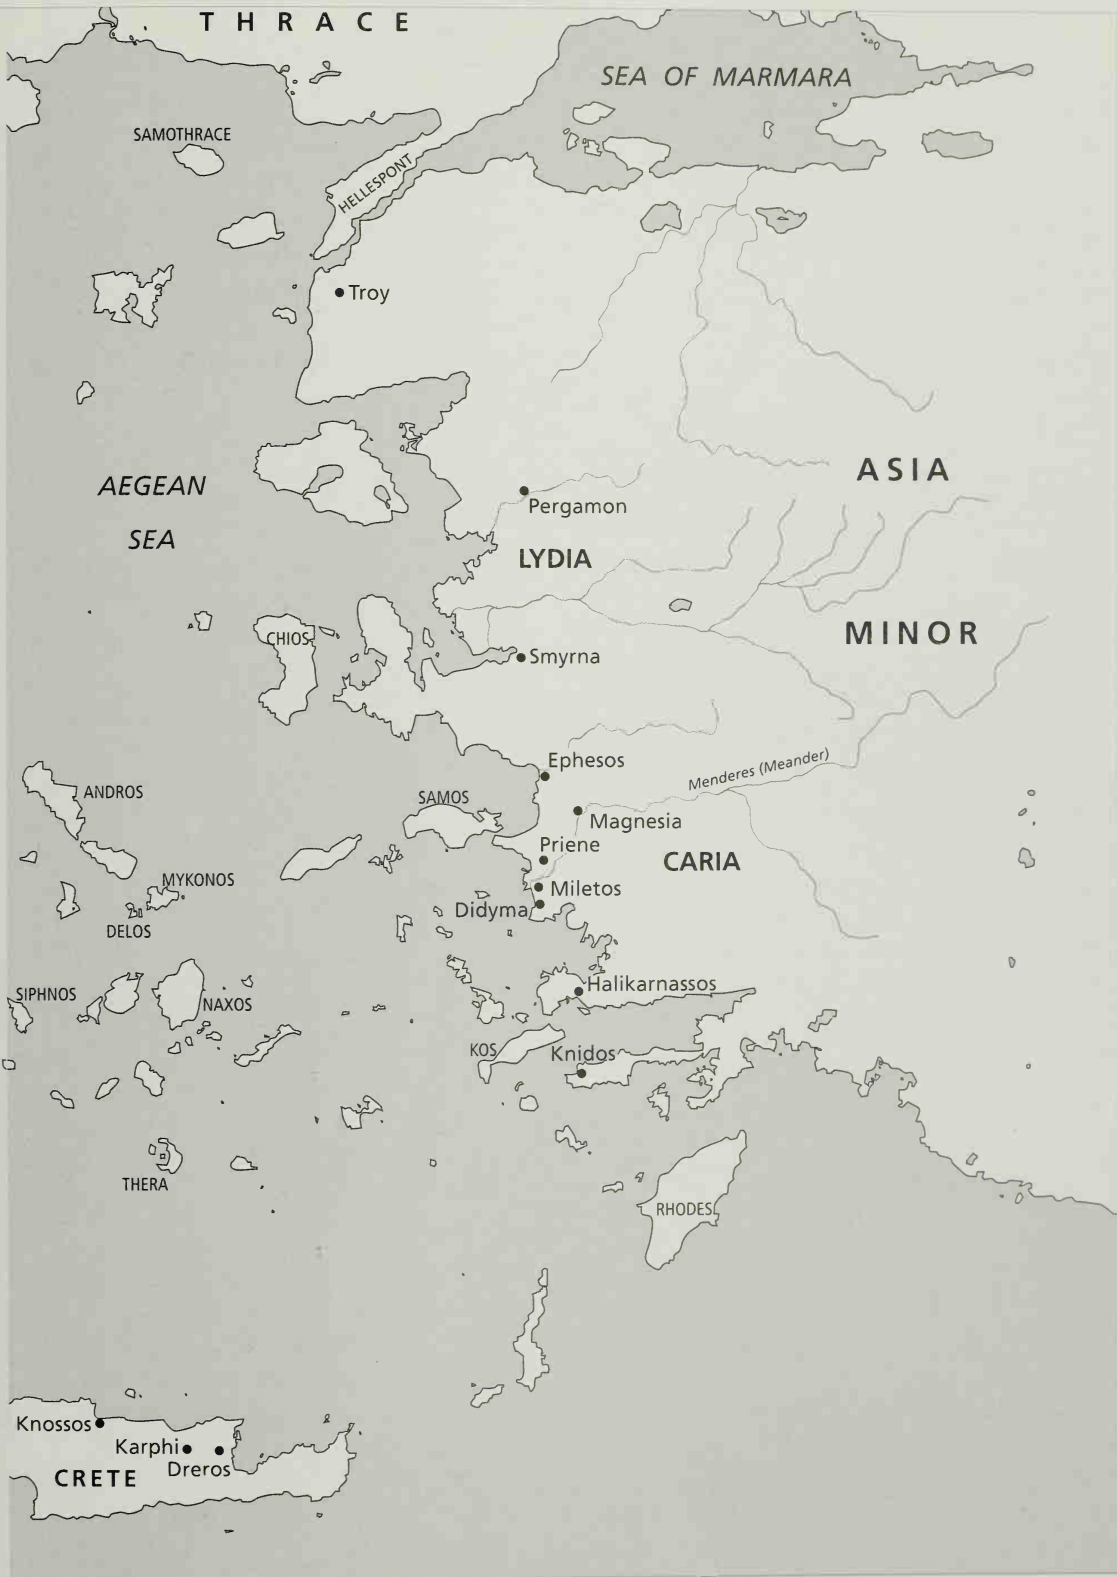 THRACE
SEA OF MARMARA
SAMOTHRACE
HELLESPONT
Troy
AEGEAN
SEA
ASIA
Pergamon
LYDIA
MINOR
CHIOS
Smyrna
Ephesos
Menderes (Meander)
ANDROS
SAMOS
Magnesia
Priene
CARIA
MYKONOS
Miletos
DELOS
Didyma
SIPHNOS
NAXOS
Halikarnassos
KOS
Knidos
THERA
RHODES
Knossos
Karphi
Dreros
CRETE